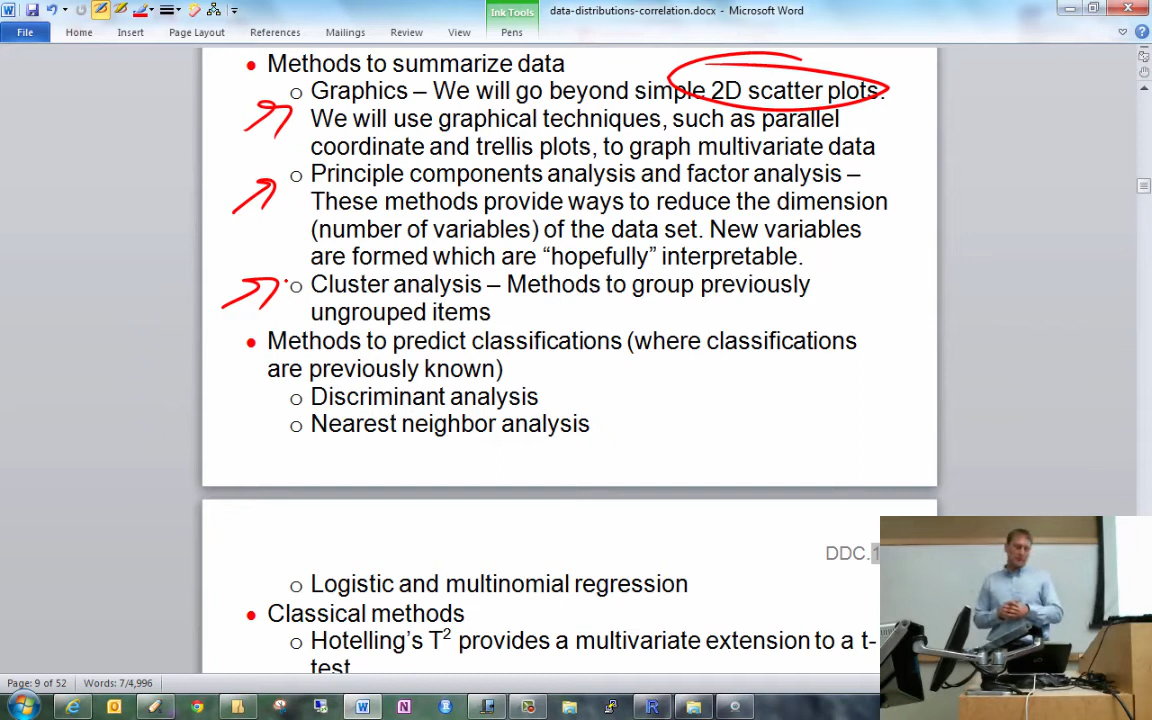 Ink Tools
data-distributions-correlation.docx - Microsoft Word
File Home Insert Page Layout References Mailings Review View Pens
Methods to summarize data
Graphics – We will go beyond simple 2D scatter plots.
We will use graphical techniques, such as parallel
coordinate and trellis plots, to graph multivariate data
Principle components analysis and factor analysis –
These methods provide ways to reduce the dimension
(number of variables) of the data set. New variables
are formed which are “hopefully” interpretable.
Cluster analysis – Methods to group previously
ungrouped items
Methods to predict classifications (where classifications
are previously known)
Discriminant analysis
Nearest neighbor analysis
DDC.1
Logistic and multinomial regression
Classical methods
Hotelling’s T² provides a multivariate extension to a t-
test
Page: 9 of 52 Words: 7/4,996